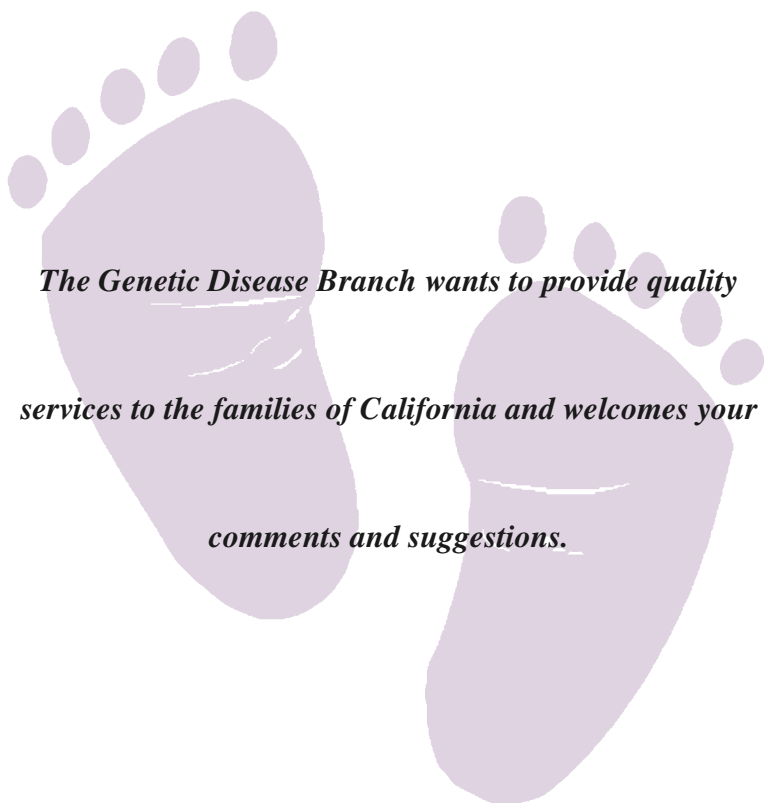 The Genetic Disease Branch wants to provide quality
services to the families of California and welcomes your
comments and suggestions.